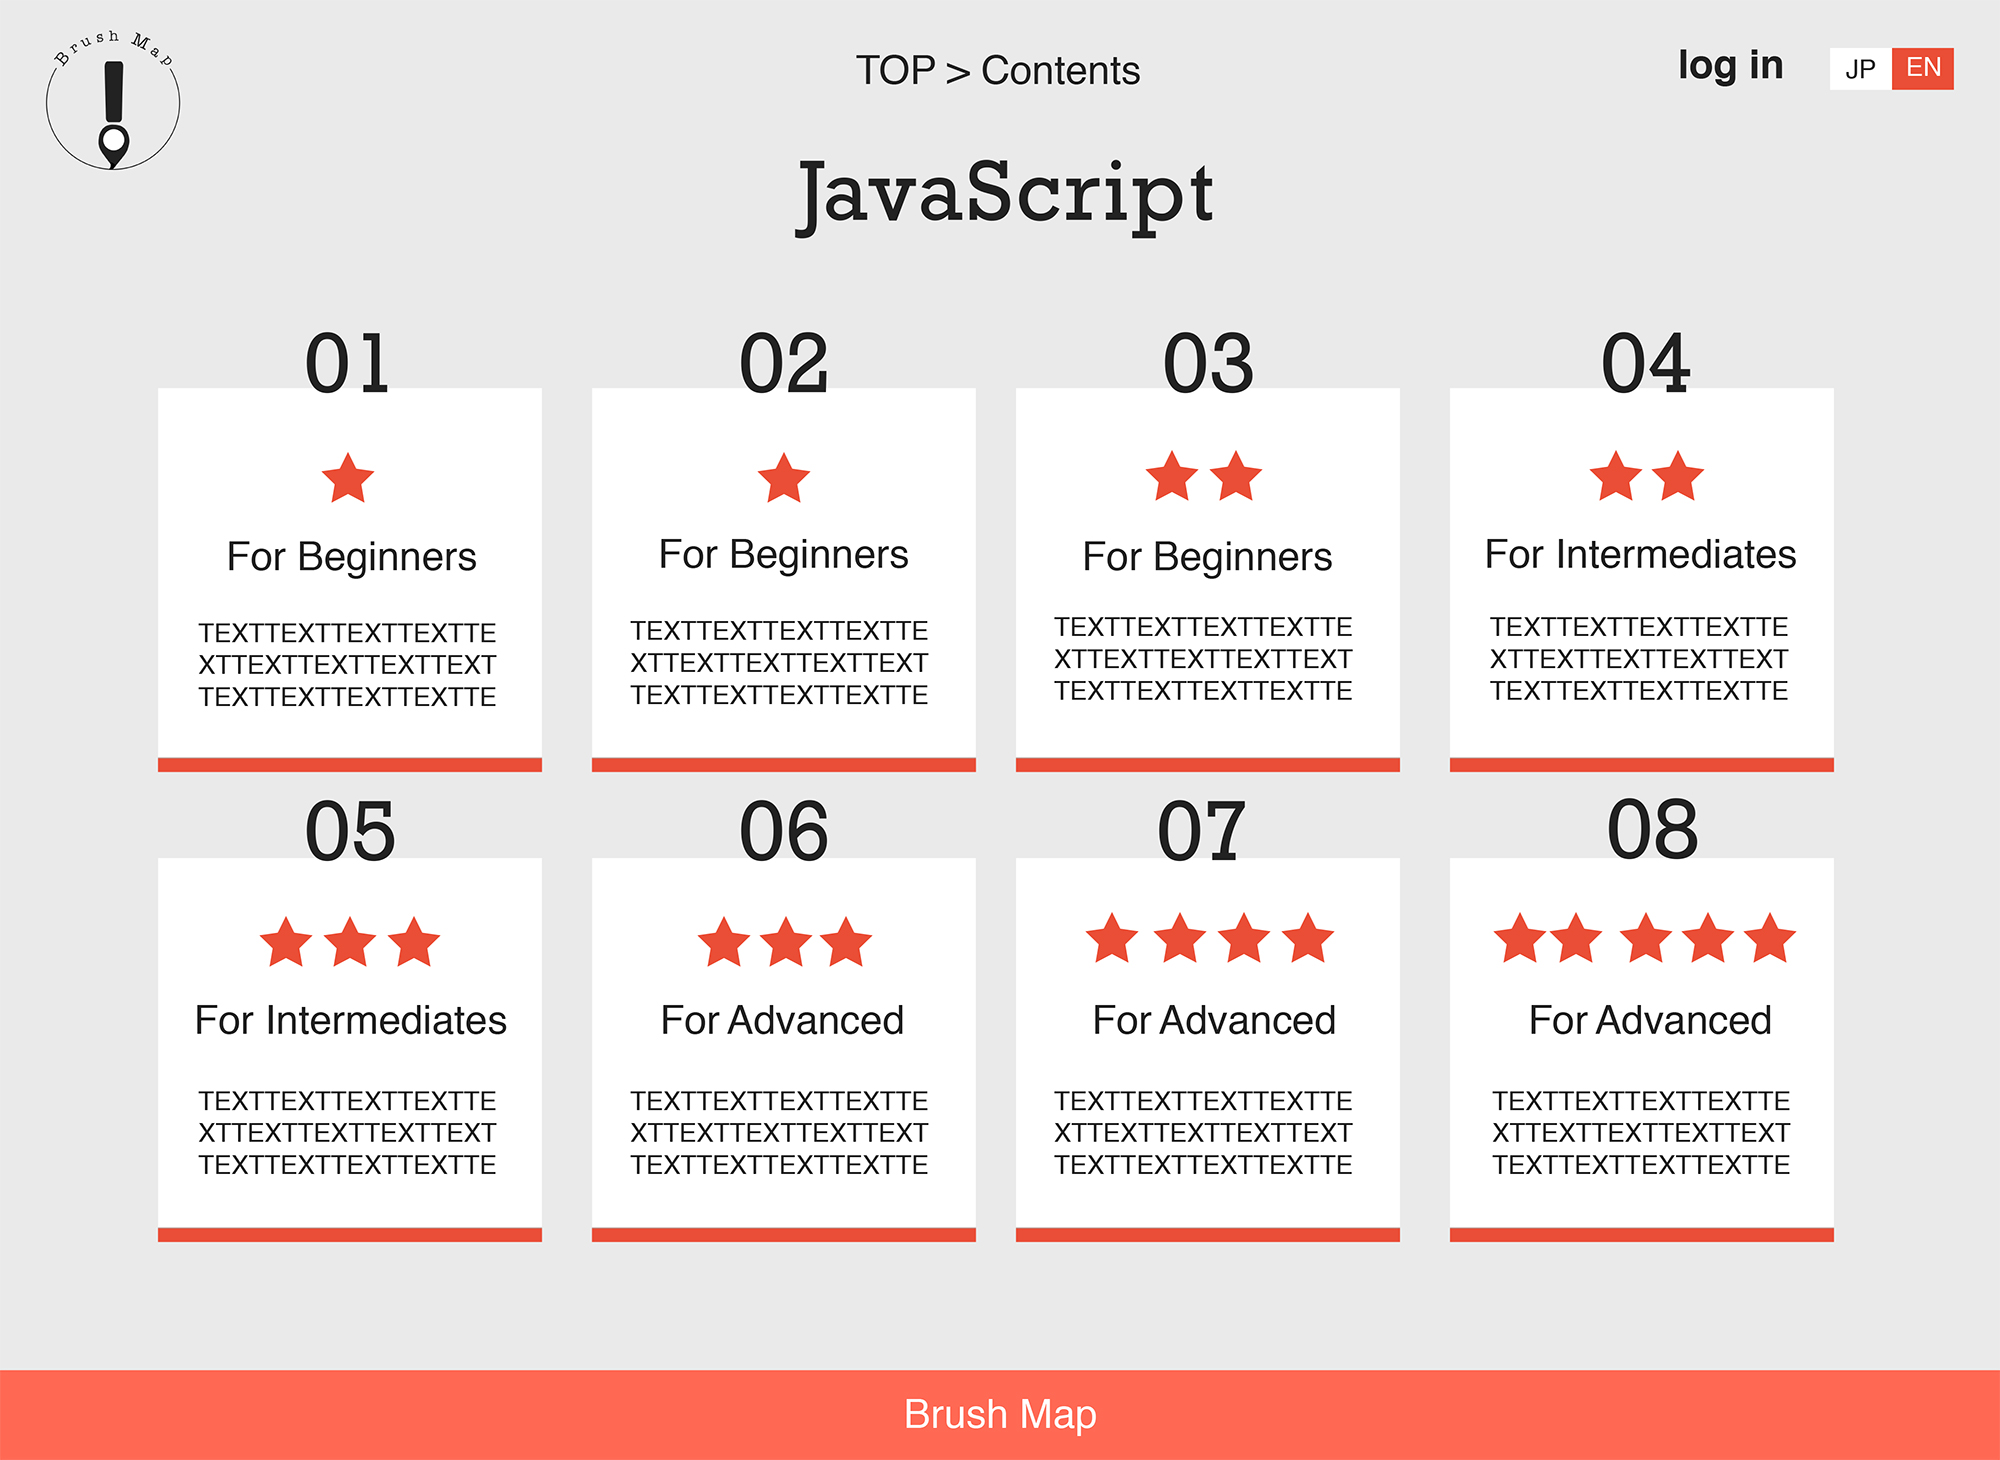 Brush Map
TOP > Contents
log in
JP
EN
JavaScript
01
02
03
04
For Beginners
For Beginners
For Beginners
For Intermediates
TEXTTEXTTEXTTEXTTE
XTTEXTTEXTTEXTTEXT
TEXTTEXTTEXTTEXTTE
TEXTTEXTTEXTTEXTTE
XTTEXTTEXTTEXTTEXT
TEXTTEXTTEXTTEXTTE
TEXTTEXTTEXTTEXTTE
XTTEXTTEXTTEXTTEXT
TEXTTEXTTEXTTEXTTE
TEXTTEXTTEXTTEXTTE
XTTEXTTEXTTEXTTEXT
TEXTTEXTTEXTTEXTTE
05
06
07
08
For Intermediates
For Advanced
For Advanced
For Advanced
TEXTTEXTTEXTTEXTTE
XTTEXTTEXTTEXTTEXT
TEXTTEXTTEXTTEXTTE
TEXTTEXTTEXTTEXTTE
XTTEXTTEXTTEXTTEXT
TEXTTEXTTEXTTEXTTE
TEXTTEXTTEXTTEXTTE
XTTEXTTEXTTEXTTEXT
TEXTTEXTTEXTTEXTTE
TEXTTEXTTEXTTEXTTE
XTTEXTTEXTTEXTTEXT
TEXTTEXTTEXTTEXTTE
Brush Map